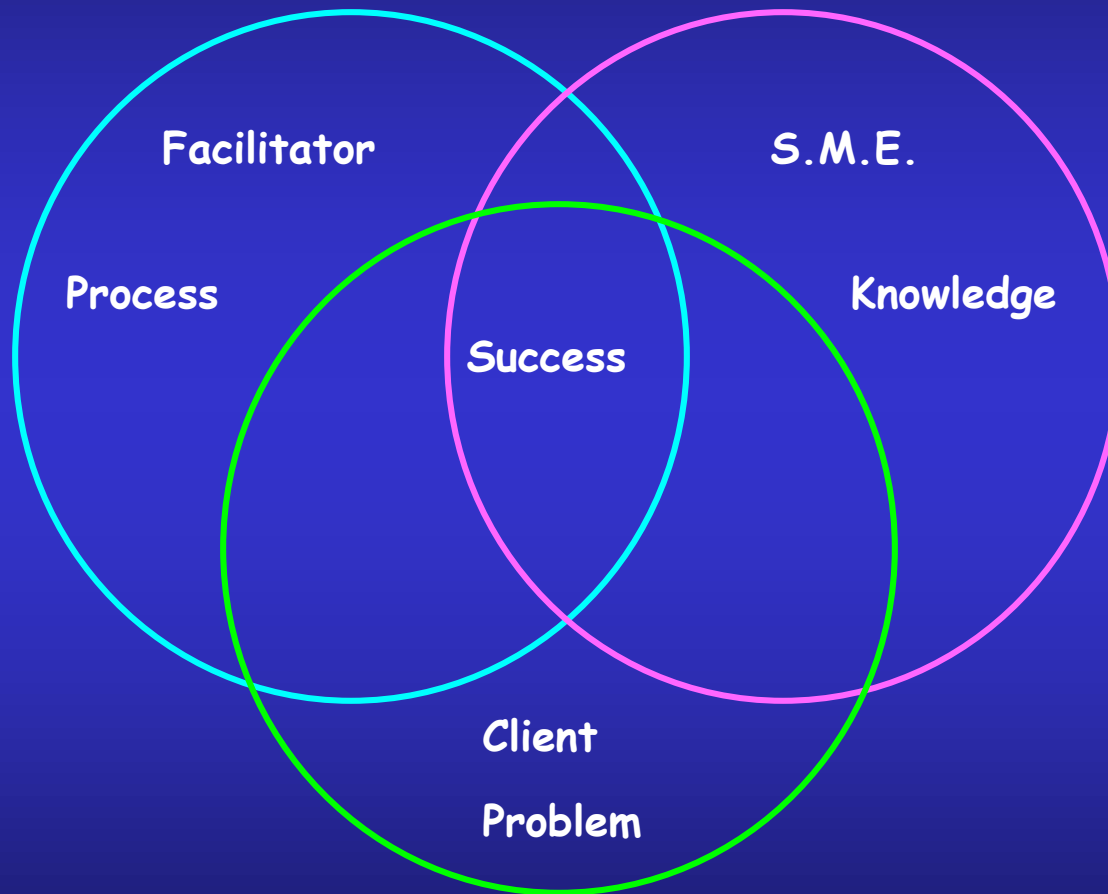 Facilitator
S.M.E.
Process
Knowledge
Success
Client
Problem